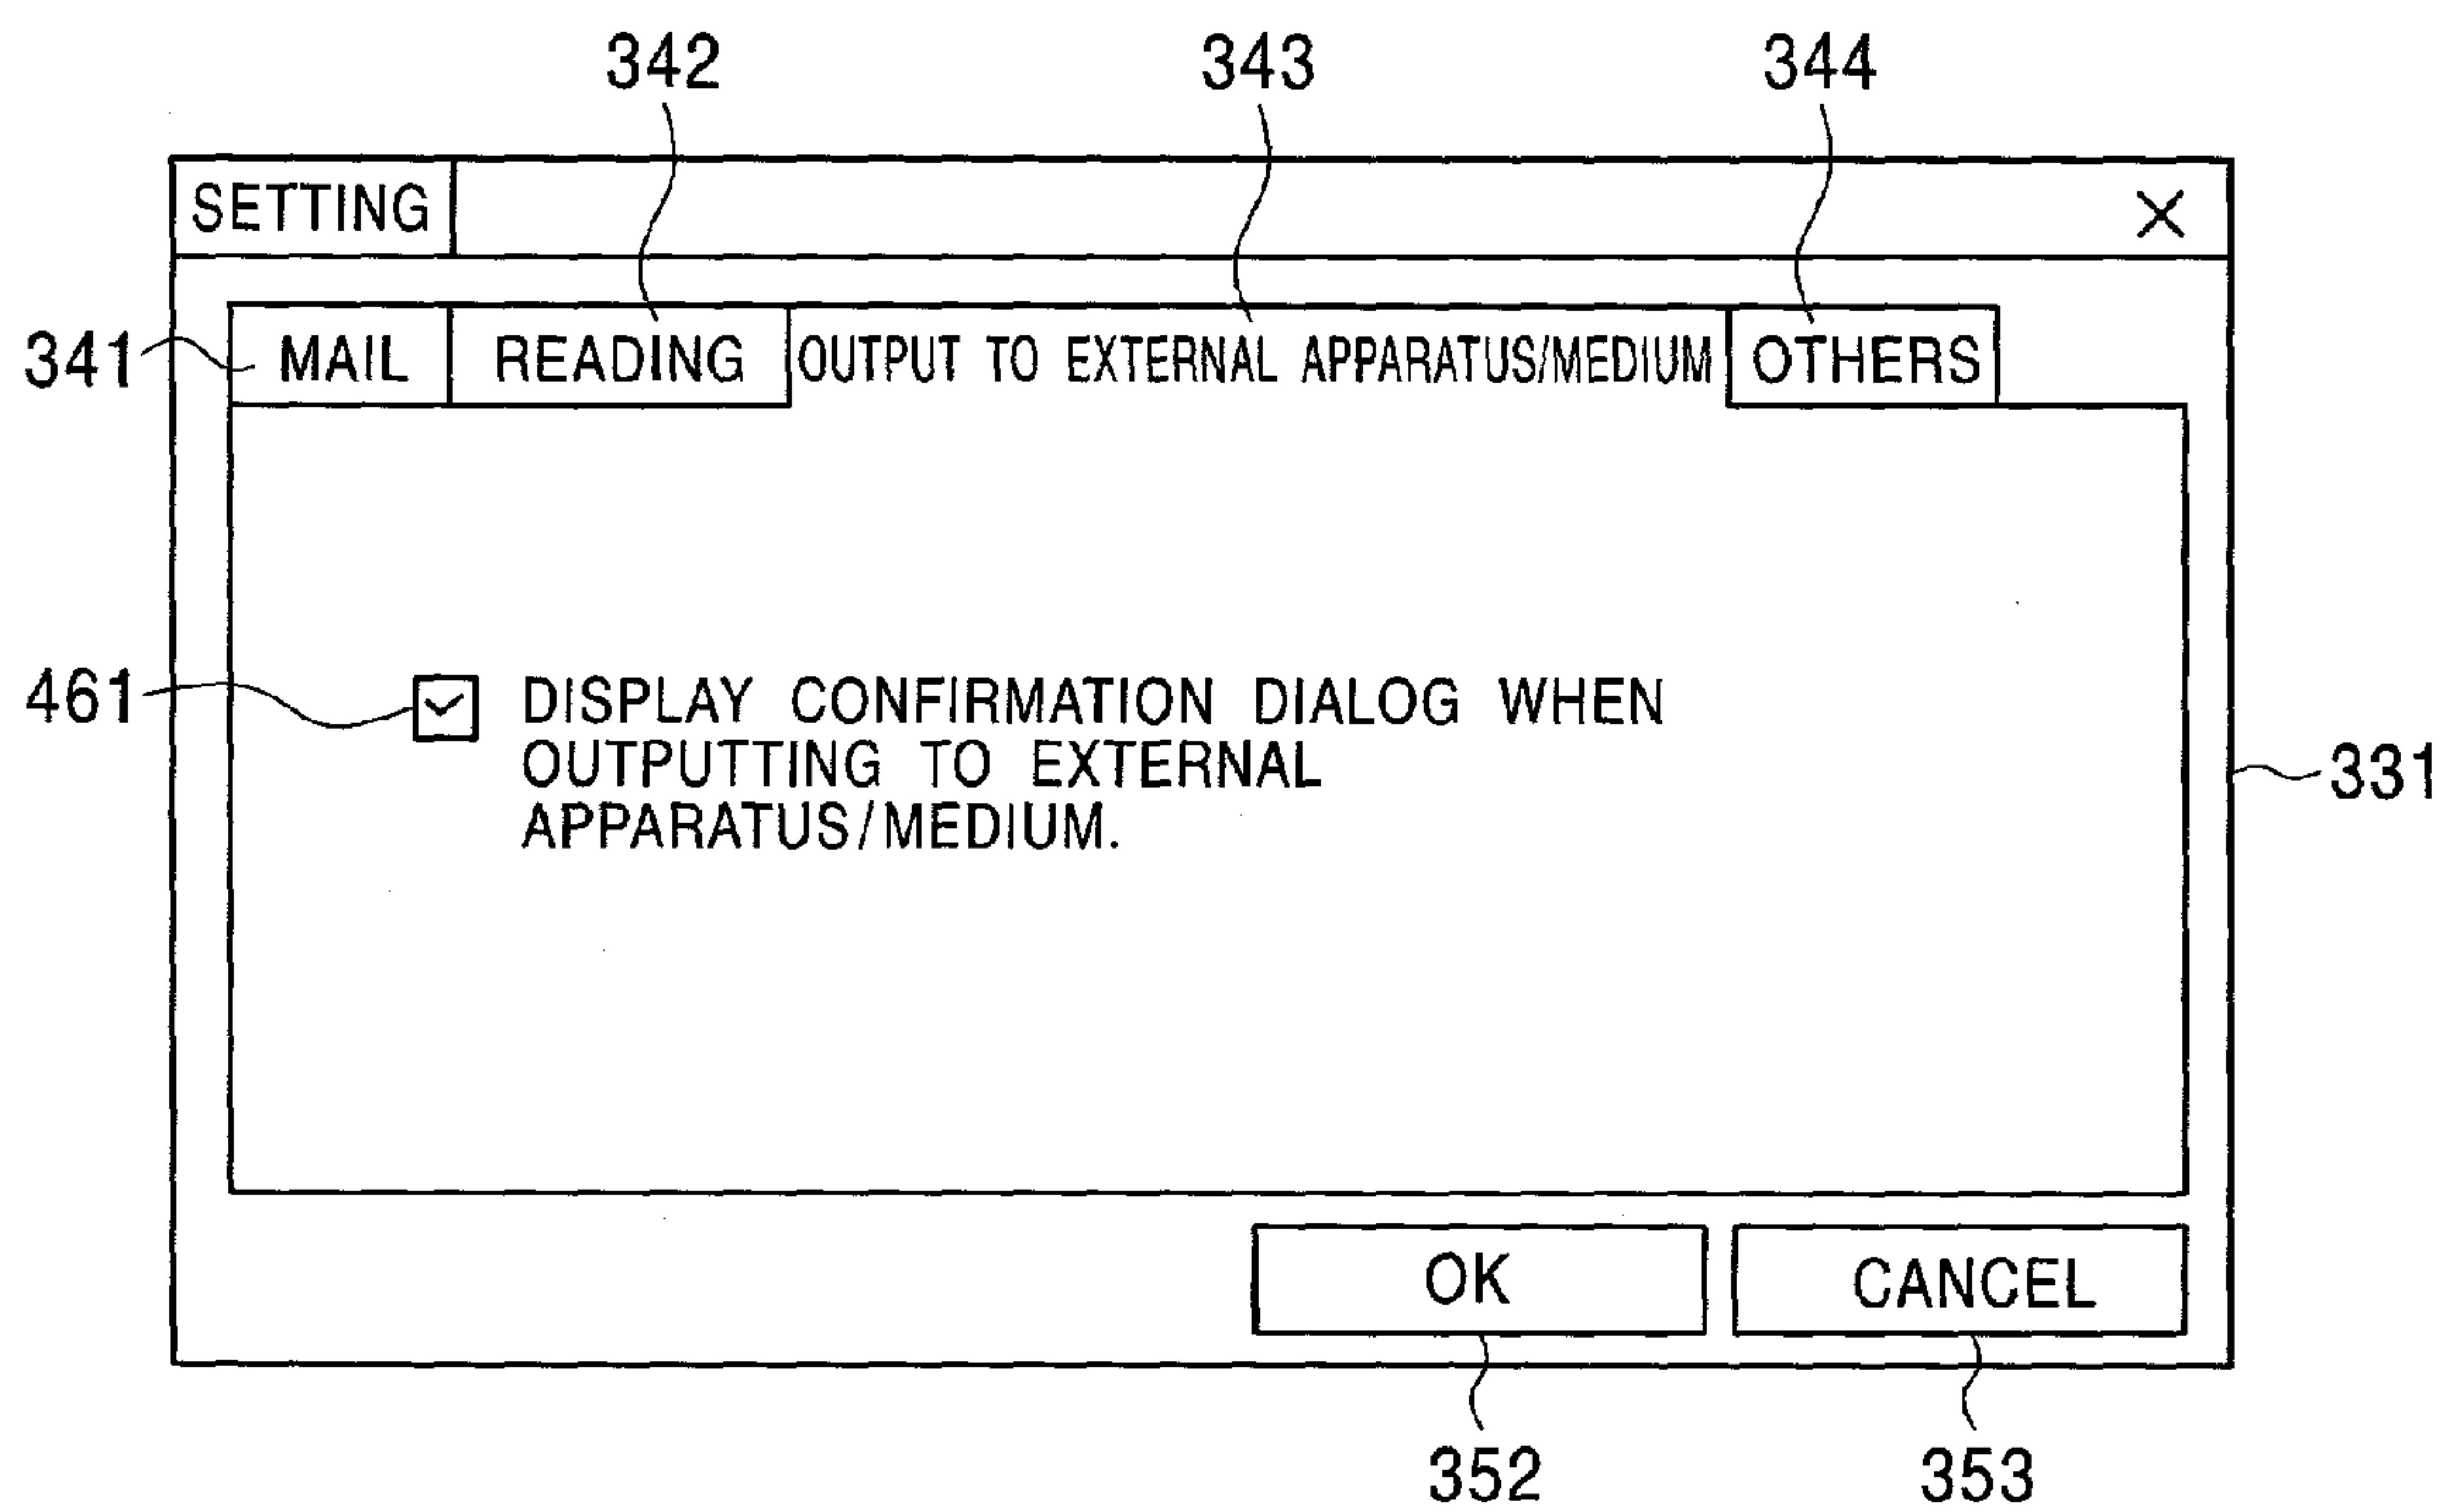 342 343 344
SETTING ×
341 MAIL READING OUTPUT TO EXTERNAL APPARATUS/MEDIUM OTHERS
461 DISPLAY CONFIRMATION DIALOG WHEN
OUTPUTTING TO EXTERNAL
331
APPARATUS/MEDIUM.
OK CANCEL
352 353